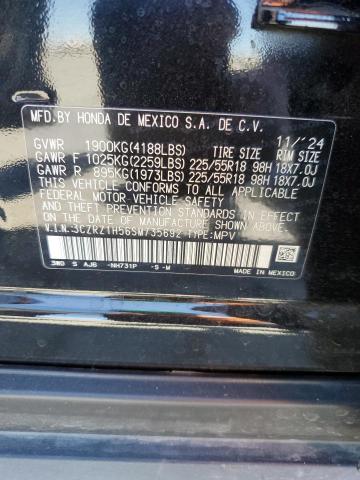 MFD.BY HONDA DE MEXICO S.A. DE C.V.
11/'24
GVWR 1900KG(4188LBS) TIRE SIZE RIM SIZE
GAWR F 1025KG(2259LBS) 225/55R18 98H 18X7.0J
GAWR R 895KG(1973LBS) 225/55R18 98H 18X7.0J
THIS VEHICLE CONFORMS TO ALL APPLICABLE
FEDERAL MOTOR VEHICLE SAFETY
STANDARDS IN EFFECT ON THE
DATE OF MANUFACTURE SHOWN ABOVE.
V.I.N.:3CZRZ1H56SM735692 TYPE:MPV
3W0 S AJB -NH731P -S -M
MADE IN MEXICO